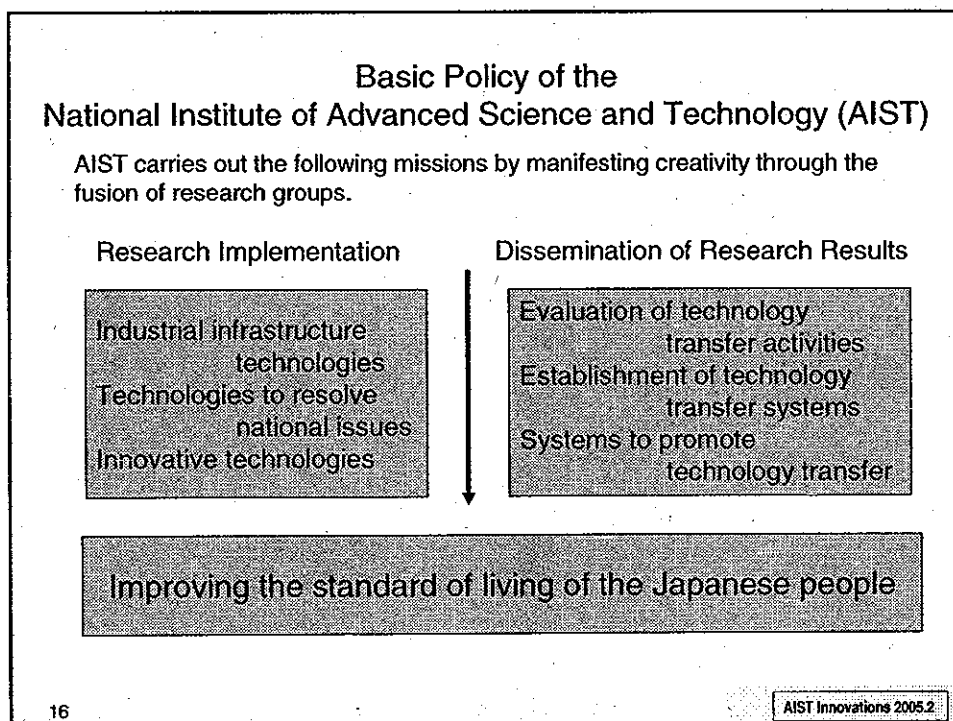 Basic Policy of the
National Institute of Advanced Science and Technology (AIST)
AIST carries out the following missions by manifesting creativity through the
fusion of research groups.
Research Implementation
Industrial infrastructure
technologies
Technologies to resolve
national issues
Innovative technologies
Dissemination of Research Results
Evaluation of technology
transfer activities
Establishment of technology
transfer systems
Systems to promote
technology transfer
Improving the standard of living of the Japanese people
16
AIST Innovations 2005.2